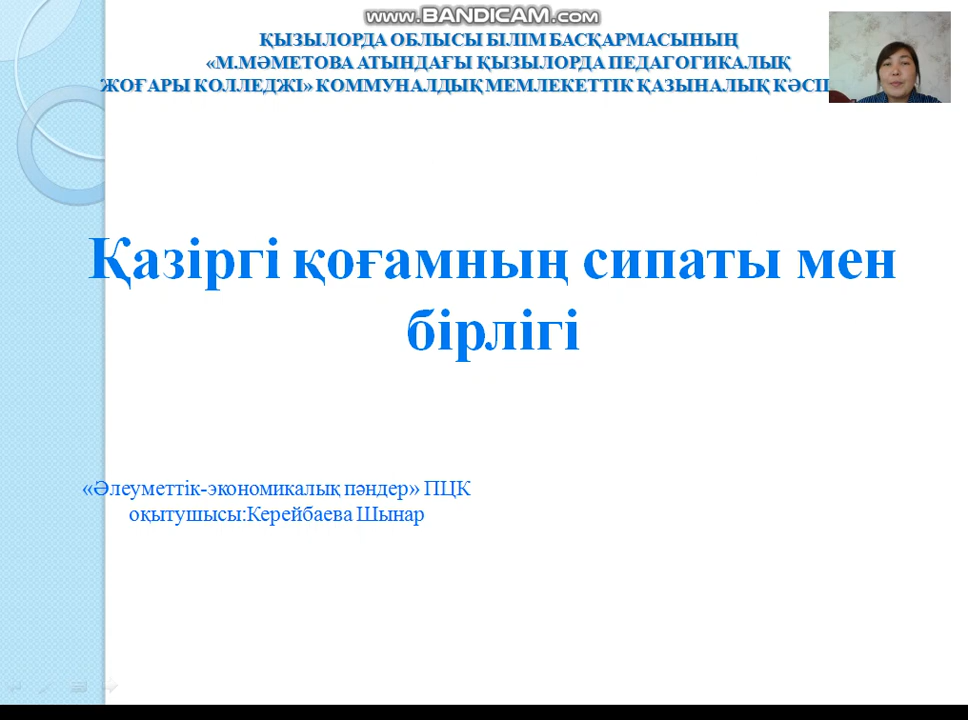 www.BANDICAM.com
ҚЫЗЫЛОРДА ОБЛЫСЫ БІЛІМ БАСҚАРМАСЫНЫҢ
«М.МӘМЕТОВА АТЫНДАҒЫ ҚЫЗЫЛОРДА ПЕДАГОГИКАЛЫҚ
ЖОҒАРЫ КОЛЛЕДЖІ» КОММУНАЛДЫҚ МЕМЛЕКЕТТІК ҚАЗЫНАЛЫҚ
Қазіргі қоғамның сипаты мен
бірлігі
«Әлеуметтік-экономикалық пәндер» ПЦК
оқытушысы:Керейбаева Шынар